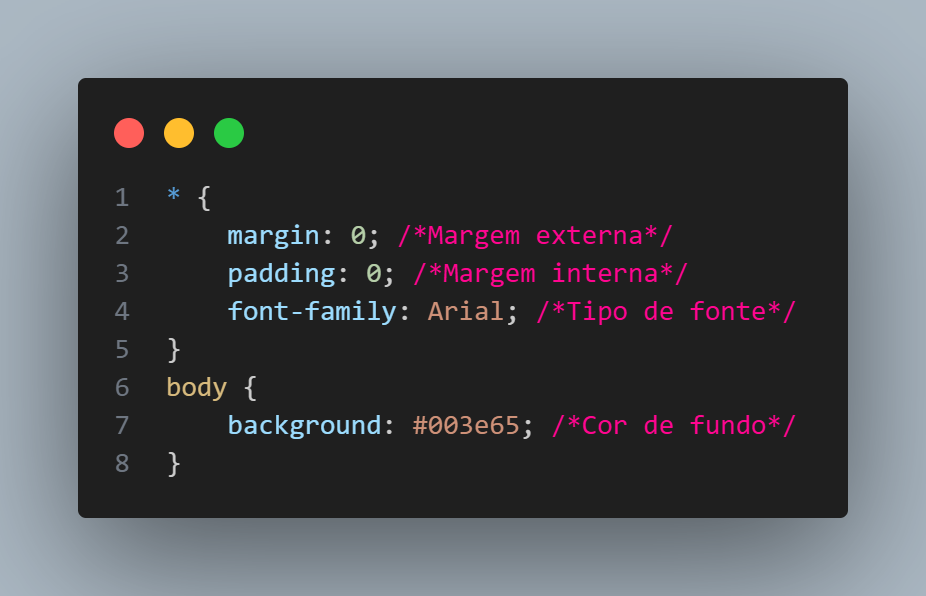 1 * {
2 margin: 0; /*Margem externa*/
3 padding: 0; /*Margem interna*/
4 font-family: Arial; /*Tipo de fonte*/
5 }
6 body {
7 background: #003e65; /*Cor de fundo*/
8 }